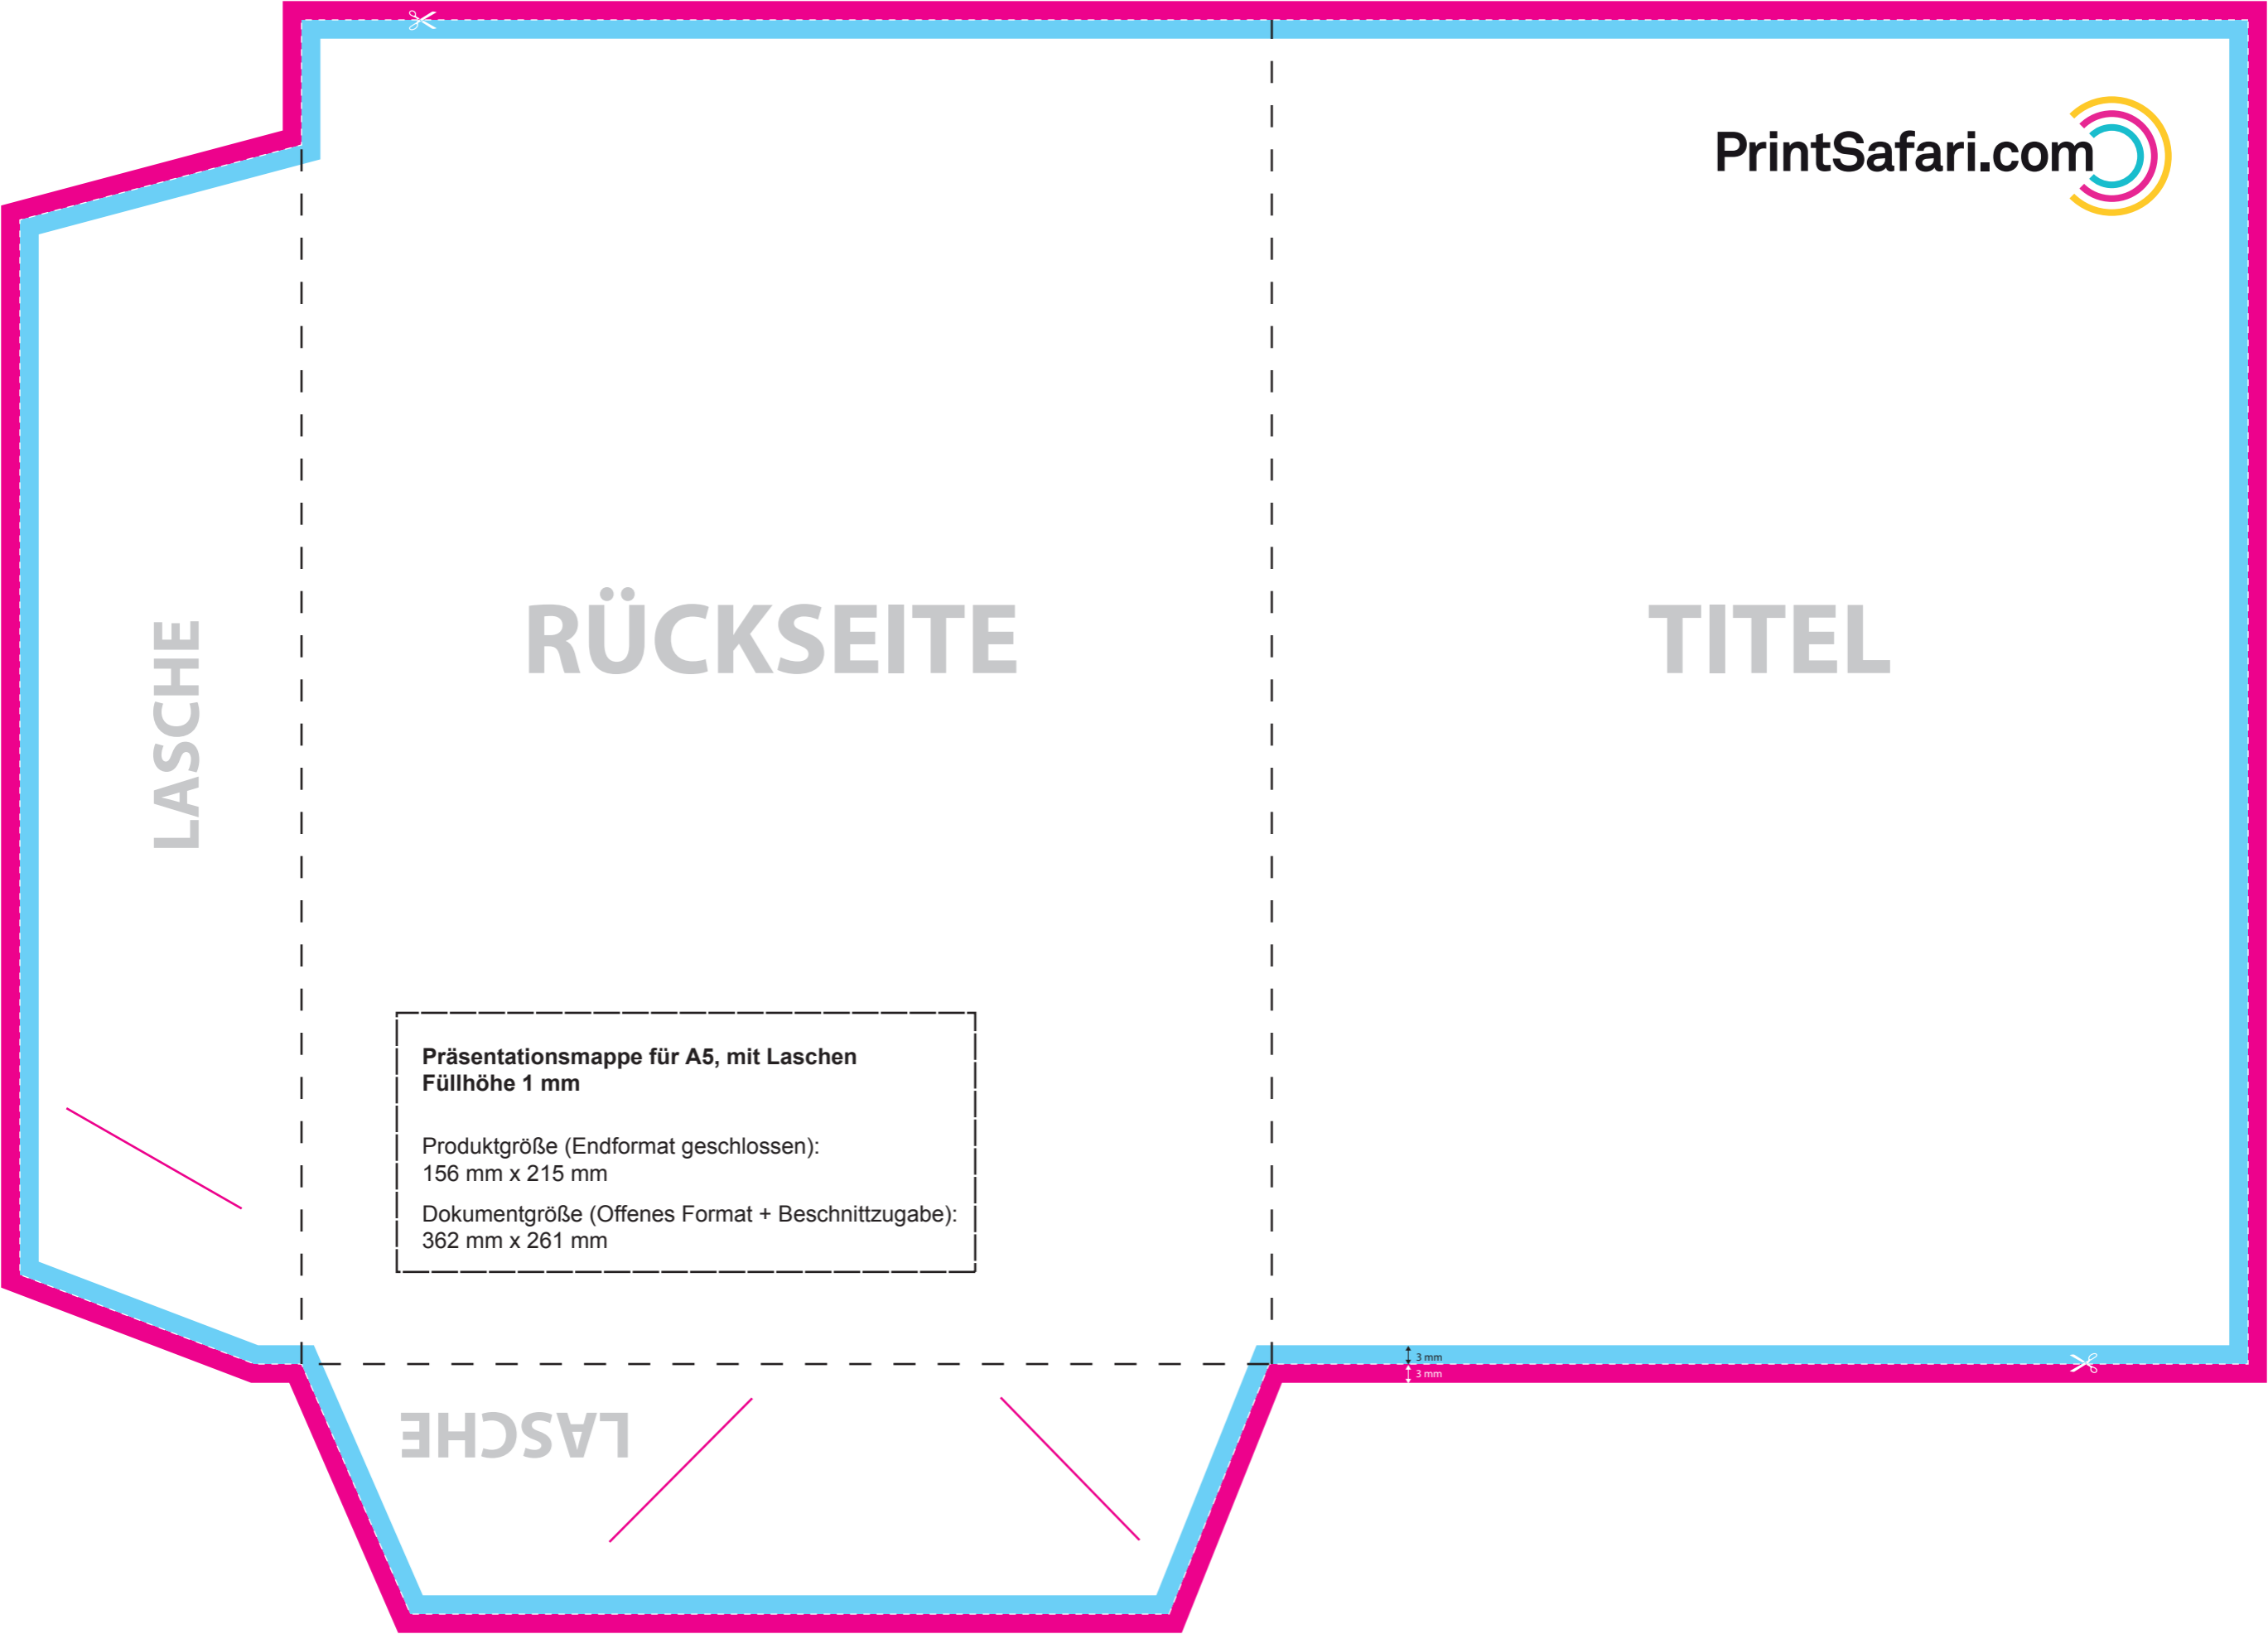 PrintSafari.com
RÜCKSEITE
TITEL
LASCHE
Präsentationsmappe für A5, mit Laschen
Füllhöhe 1 mm
Produktgröße (Endformat geschlossen):
156 mm x 215 mm
Dokumentgröße (Offenes Format + Beschnittzugabe):
362 mm x 261 mm
3 mm
3 mm
LASCHE